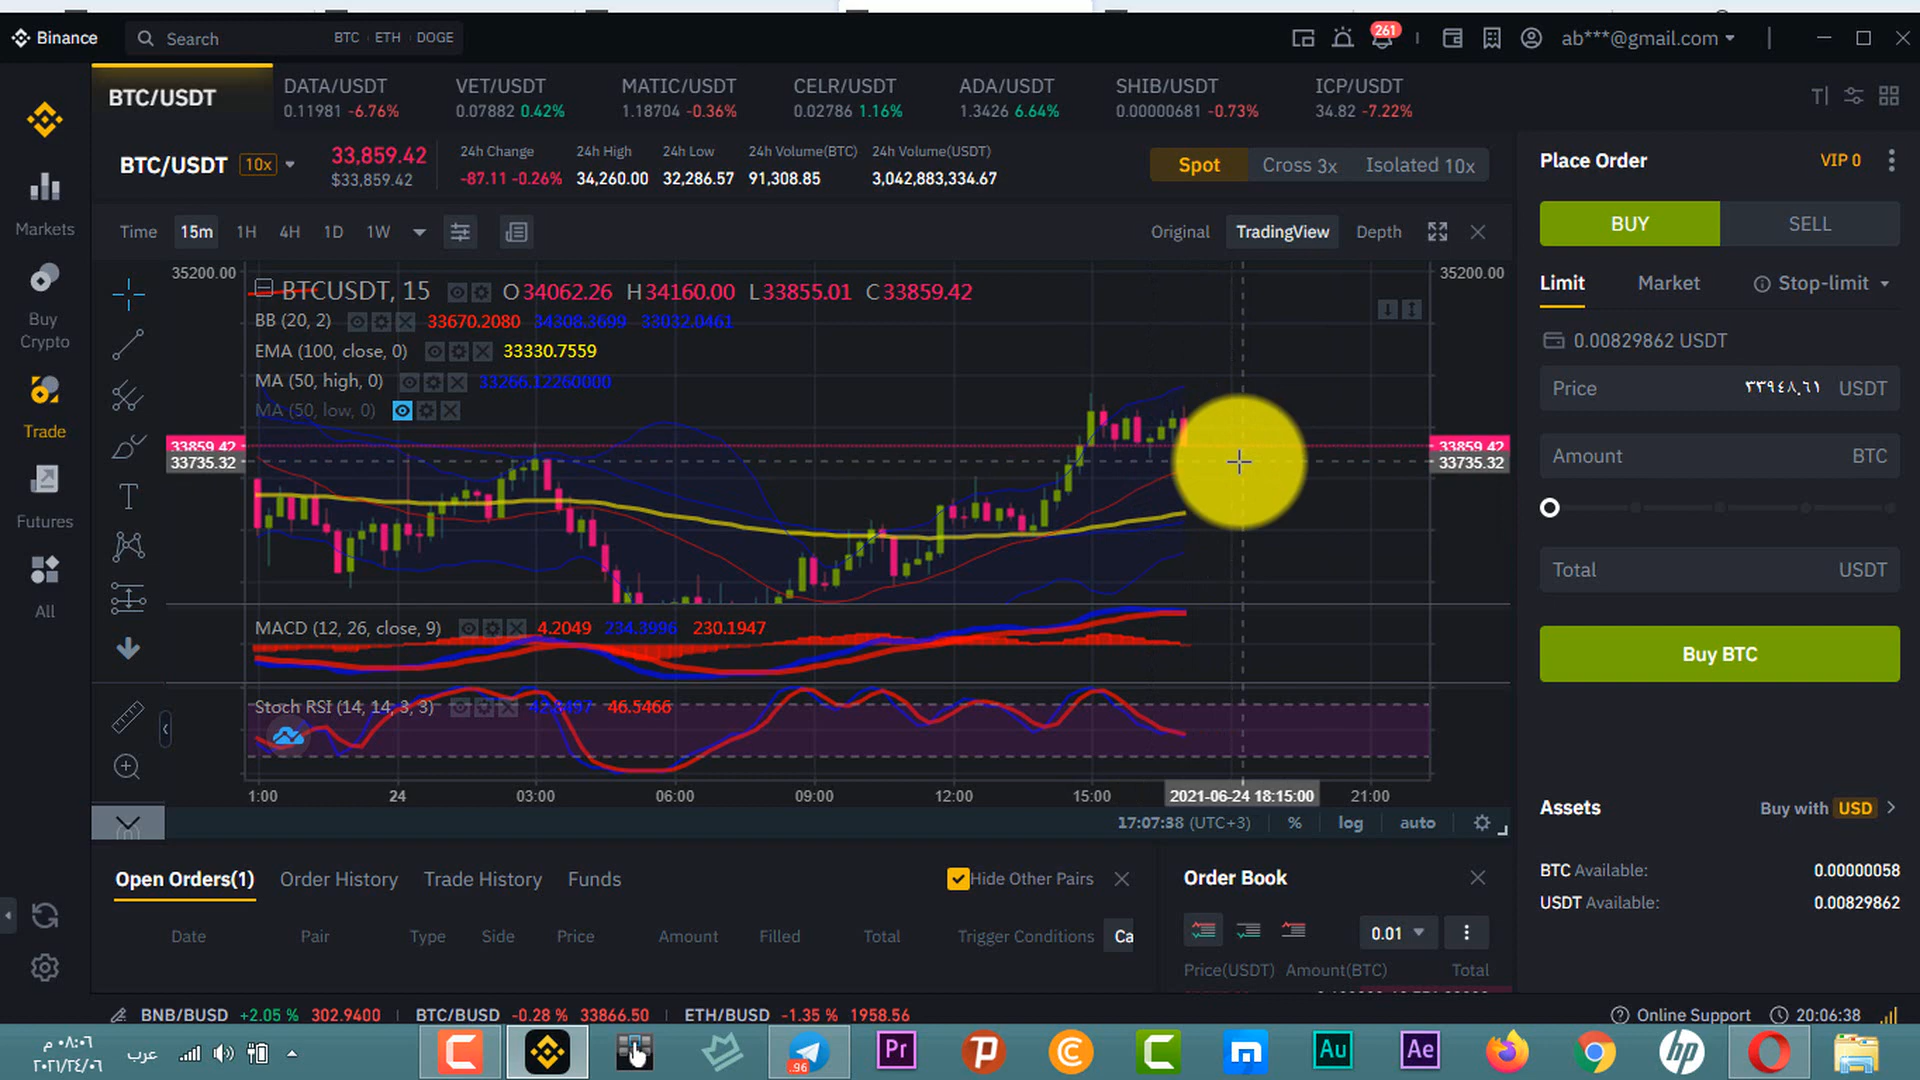 Binance
Search BTC ETH DOGE
261
ab***@gmail.com
BTC/USDT
DATA/USDT
0.11981 -6.76%
VET/USDT
0.07882 0.42%
MATIC/USDT
1.18704 -0.36%
CELR/USDT
0.02786 1.16%
ADA/USDT
1.3426 6.64%
SHIB/USDT
0.00000681 -0.73%
ICP/USDT
34.82 -7.22%
BTC/USDT 10x
33,859.42
$33,859.42
24h Change
-87.11 -0.26%
24h High
34,260.00
24h Low
32,286.57
24h Volume(BTC)
91,308.85
24h Volume(USDT)
3,042,883,334.67
Spot Cross 3x Isolated 10x
Time 15m 1H 4H 1D 1W
Original TradingView Depth
Markets
Buy
Crypto
Trade
Futures
All
35200.00 35200.00
BTCUSDT, 15 O34062.26 H34160.00 L33855.01 C33859.42
BB (20, 2) 33670.2080 34308.3699 33032.0461
EMA (100, close, 0) 33330.7559
MA (50, high, 0) 33266.12260000
MA (50, low, 0)
33859.42 33859.42
33735.32 33735.32
MACD (12, 26, close, 9) 4.2049 234.3996 230.1947
Stoch RSI (14, 14, 3, 3) 46.5466
1:00 24 03:00 06:00 09:00 12:00 15:00 2021-06-24 18:15:00 21:00
17:07:38 (UTC+3) % log auto
Open Orders(1) Order History Trade History Funds
Hide Other Pairs
Date Pair Type Side Price Amount Filled Total Trigger Conditions Ca
Order Book
0.01
Price(USDT) Amount(BTC) Total
Place Order VIP 0
BUY SELL
Limit Market Stop-limit
0.00829862 USDT
Price ٣٣٩٤٨٫٦١ USDT
Amount BTC
Total USDT
Buy BTC
Assets Buy with USD
BTC Available: 0.00000058
USDT Available: 0.00829862
BNB/BUSD +2.05 % 302.9400 BTC/BUSD -0.28 % 33866.50 ETH/BUSD -1.35 % 1958.56
Online Support 20:06:38
٠٨:٠٦ م
٢٠٢١/٢٤/٠٦
عرب
96
Pr
Au
Ae
hp